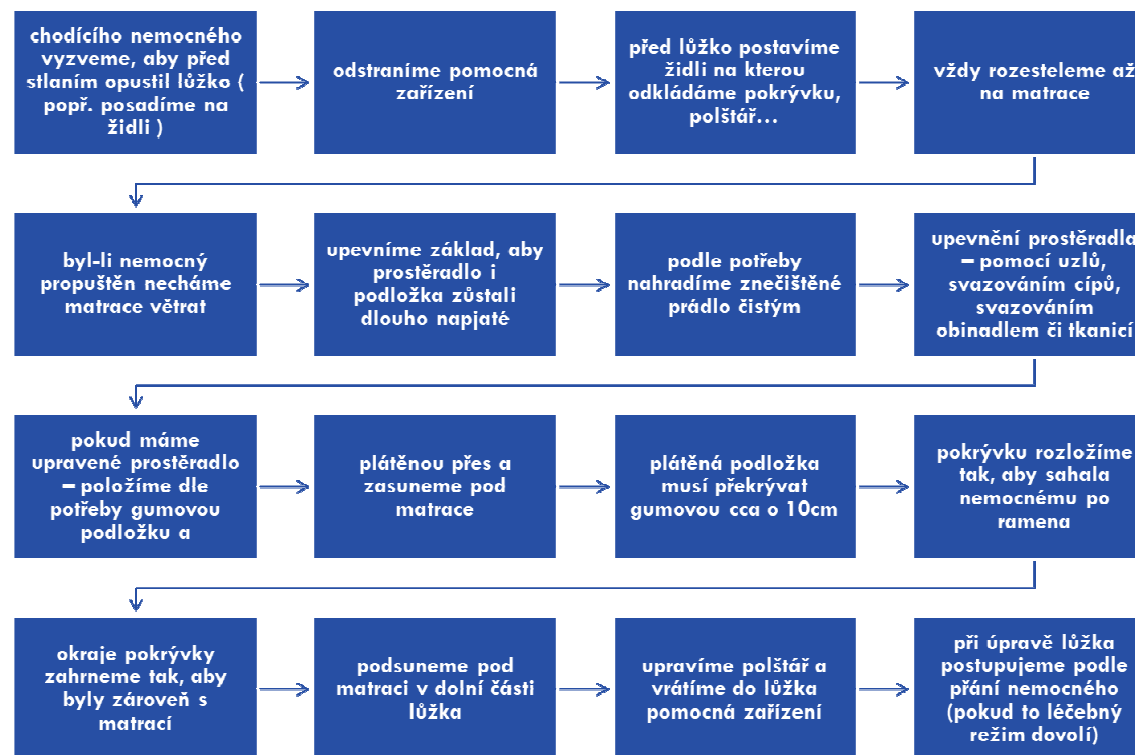 chodícího nemocného
vyzveme, aby před
stlaním opustil lůžko (
popř. posadíme na
židli )
odstraníme pomocná
zařízení
před lůžko postavíme
židli na kterou
odkládáme pokrývku,
polštář...
vždy rozesteleme až
na matrace
byl-li nemocný
propuštěn necháme
matrace větrat
upevníme základ, aby
prostěradlo i
podložka zůstali
dlouho napjaté
podle potřeby
nahradíme znečištěné
prádlo čistým
upevnění prostěradla
– pomocí uzlů,
svazováním cípů,
svazováním
obinadlem či tkanicí
pokud máme
upravené prostěradlo
– položíme dle
potřeby gumovou
podložku a
plátěnou přes a
zasuneme pod
matrace
plátěná podložka
musí překrývat
gumovou cca o 10cm
pokrývku rozložíme
tak, aby sahala
nemocnému po
ramena
okraje pokrývky
zahrneme tak, aby
byly zároveň s
matrací
podsuneme pod
matraci v dolní části
lůžka
upravíme polštář a
vrátíme do lůžka
pomocná zařízení
při úpravě lůžka
postupujeme podle
přání nemocného
(pokud to léčebný
režim dovolí)